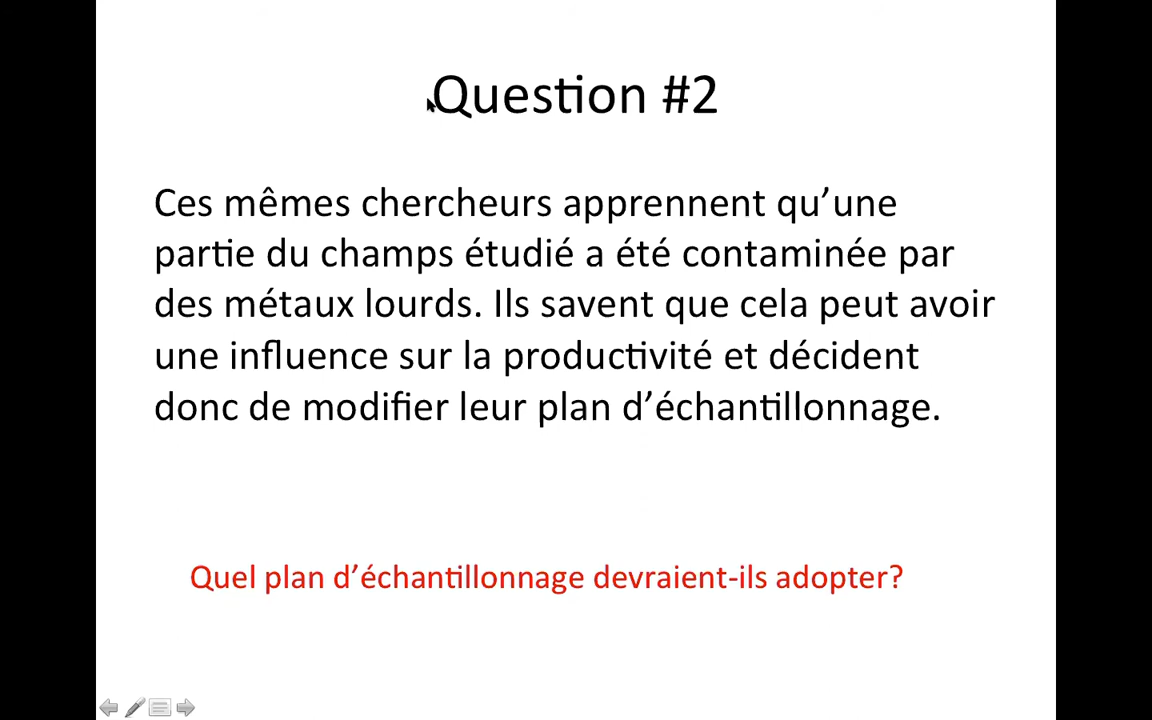 Question #2
Ces mêmes chercheurs apprennent qu’une
partie du champs étudié a été contaminée par
des métaux lourds. Ils savent que cela peut avoir
une influence sur la productivité et décident
donc de modifier leur plan d’échantillonnage.
Quel plan d’échantillonnage devraient-ils adopter?